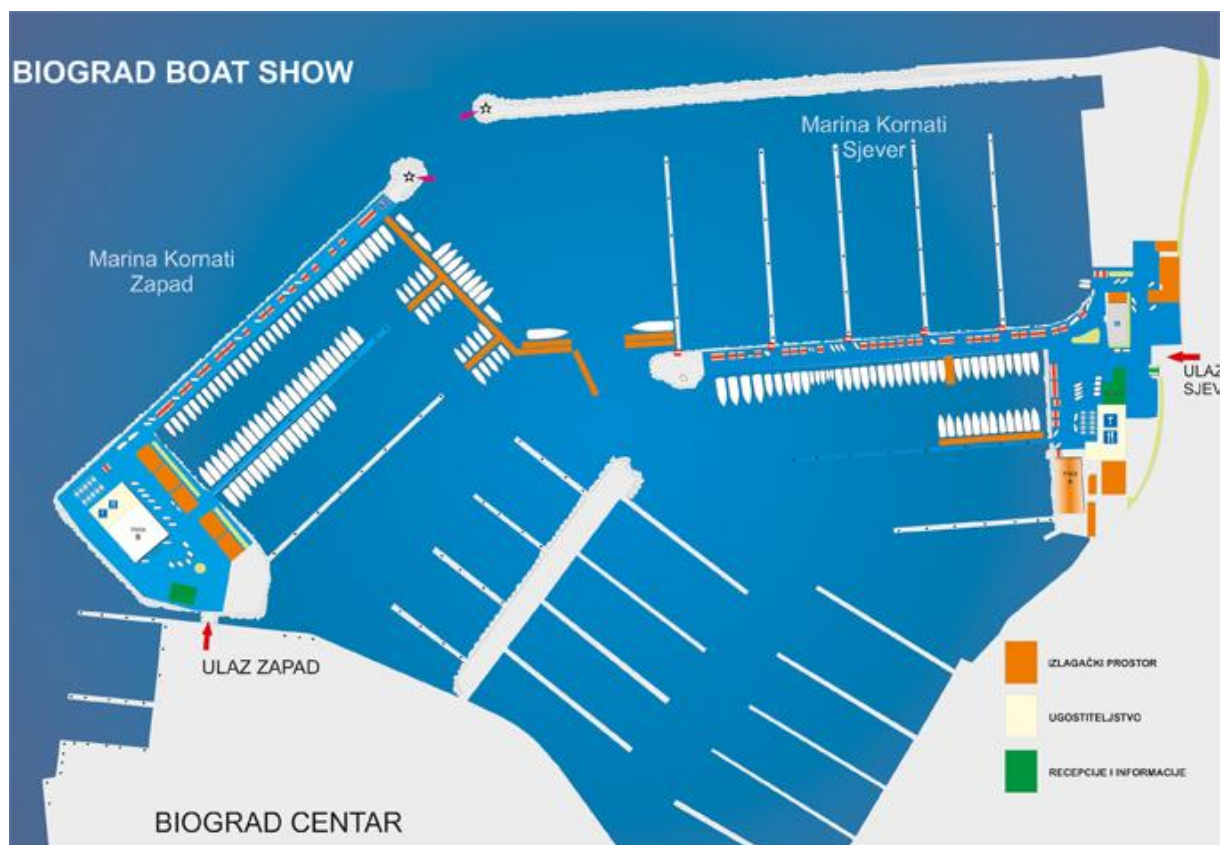 BIOGRAD BOAT SHOW
Marina Kornati
Sjever
Marina Kornati
Zapad
ULAZ
SJEV
ULAZ ZAPAD
IZLAGAČKI PROSTOR
UGOSTITELJSTVO
RECEPCIJE I INFORMACIJE
BIOGRAD CENTAR